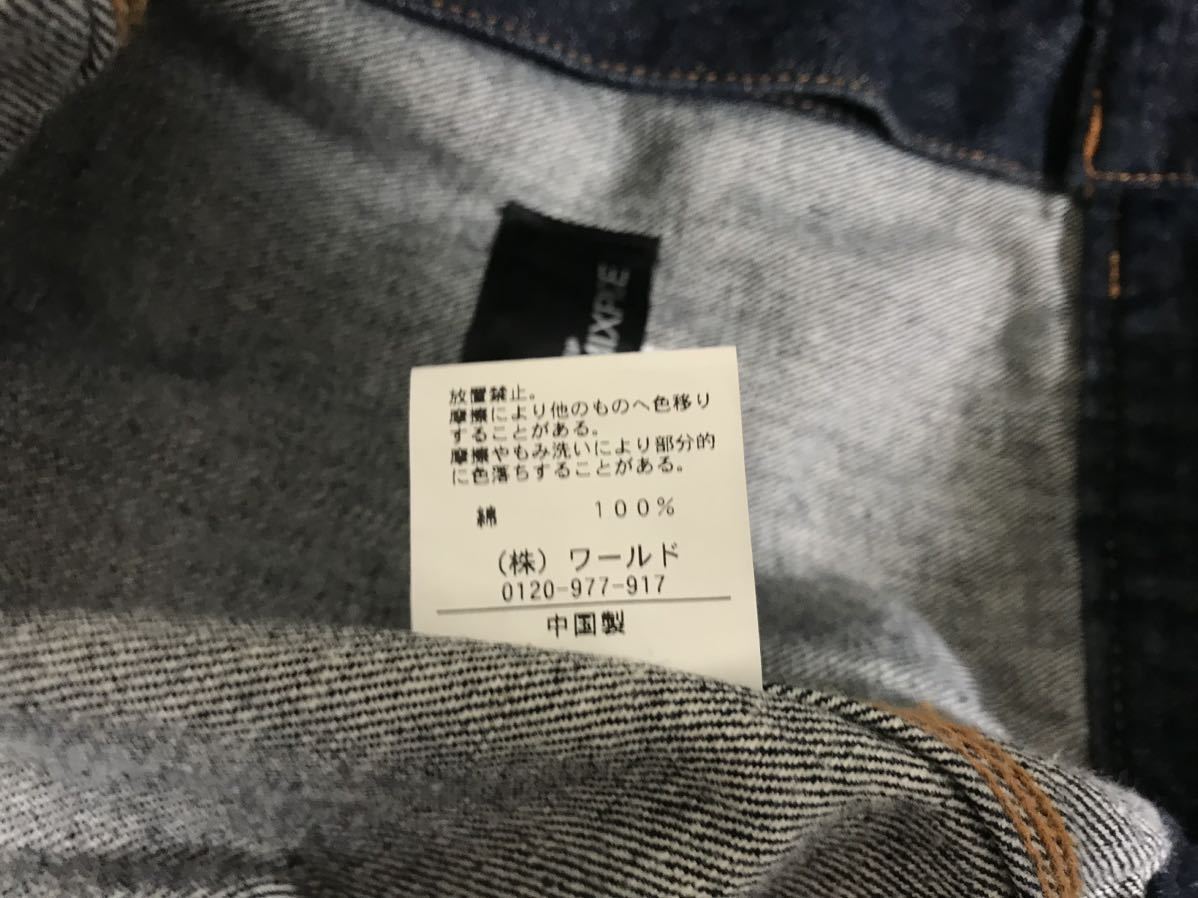 放置禁止。
摩擦により他のものへ色移り
することがある。
摩擦やもみ洗いにより部分的
に色落ちすることがある。
綿 100%
(株) ワールド
0120-977-917
中国製